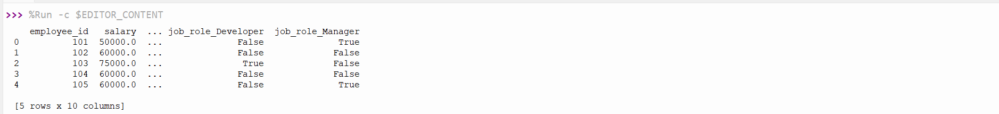 >>> %Run -c $EDITOR_CONTENT
employee_id salary ... job_role_Developer job_role_Manager
0 101 50000.0 ... False True
1 102 60000.0 ... False False
2 103 75000.0 ... True False
3 104 60000.0 ... False False
4 105 60000.0 ... False True
[5 rows x 10 columns]